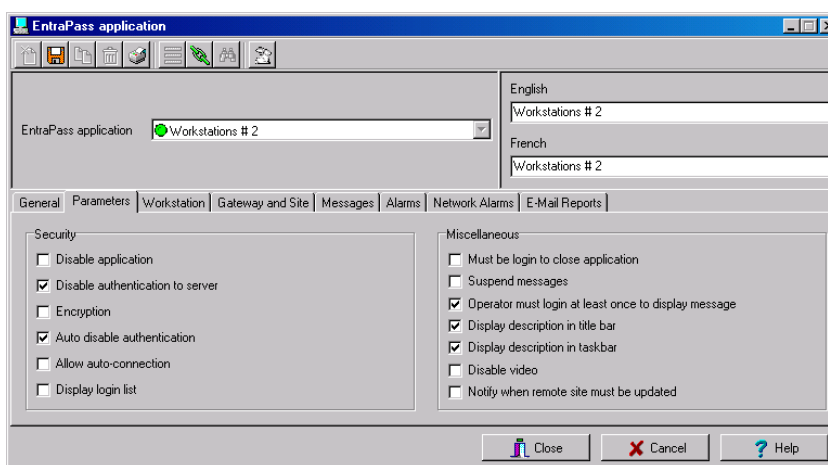 EntraPass application
English
Workstations # 2
EntraPass application
Workstations # 2
French
Workstations # 2
General
Parameters
Workstation
Gateway and Site
Messages
Alarms
Network Alarms
E-Mail Reports
Security
Disable application
Disable authentication to server
Encryption
Auto disable authentication
Allow auto-connection
Display login list
Miscellaneous
Must be login to close application
Suspend messages
Operator must login at least once to display message
Display description in title bar
Display description in taskbar
Disable video
Notify when remote site must be updated
Close
Cancel
Help